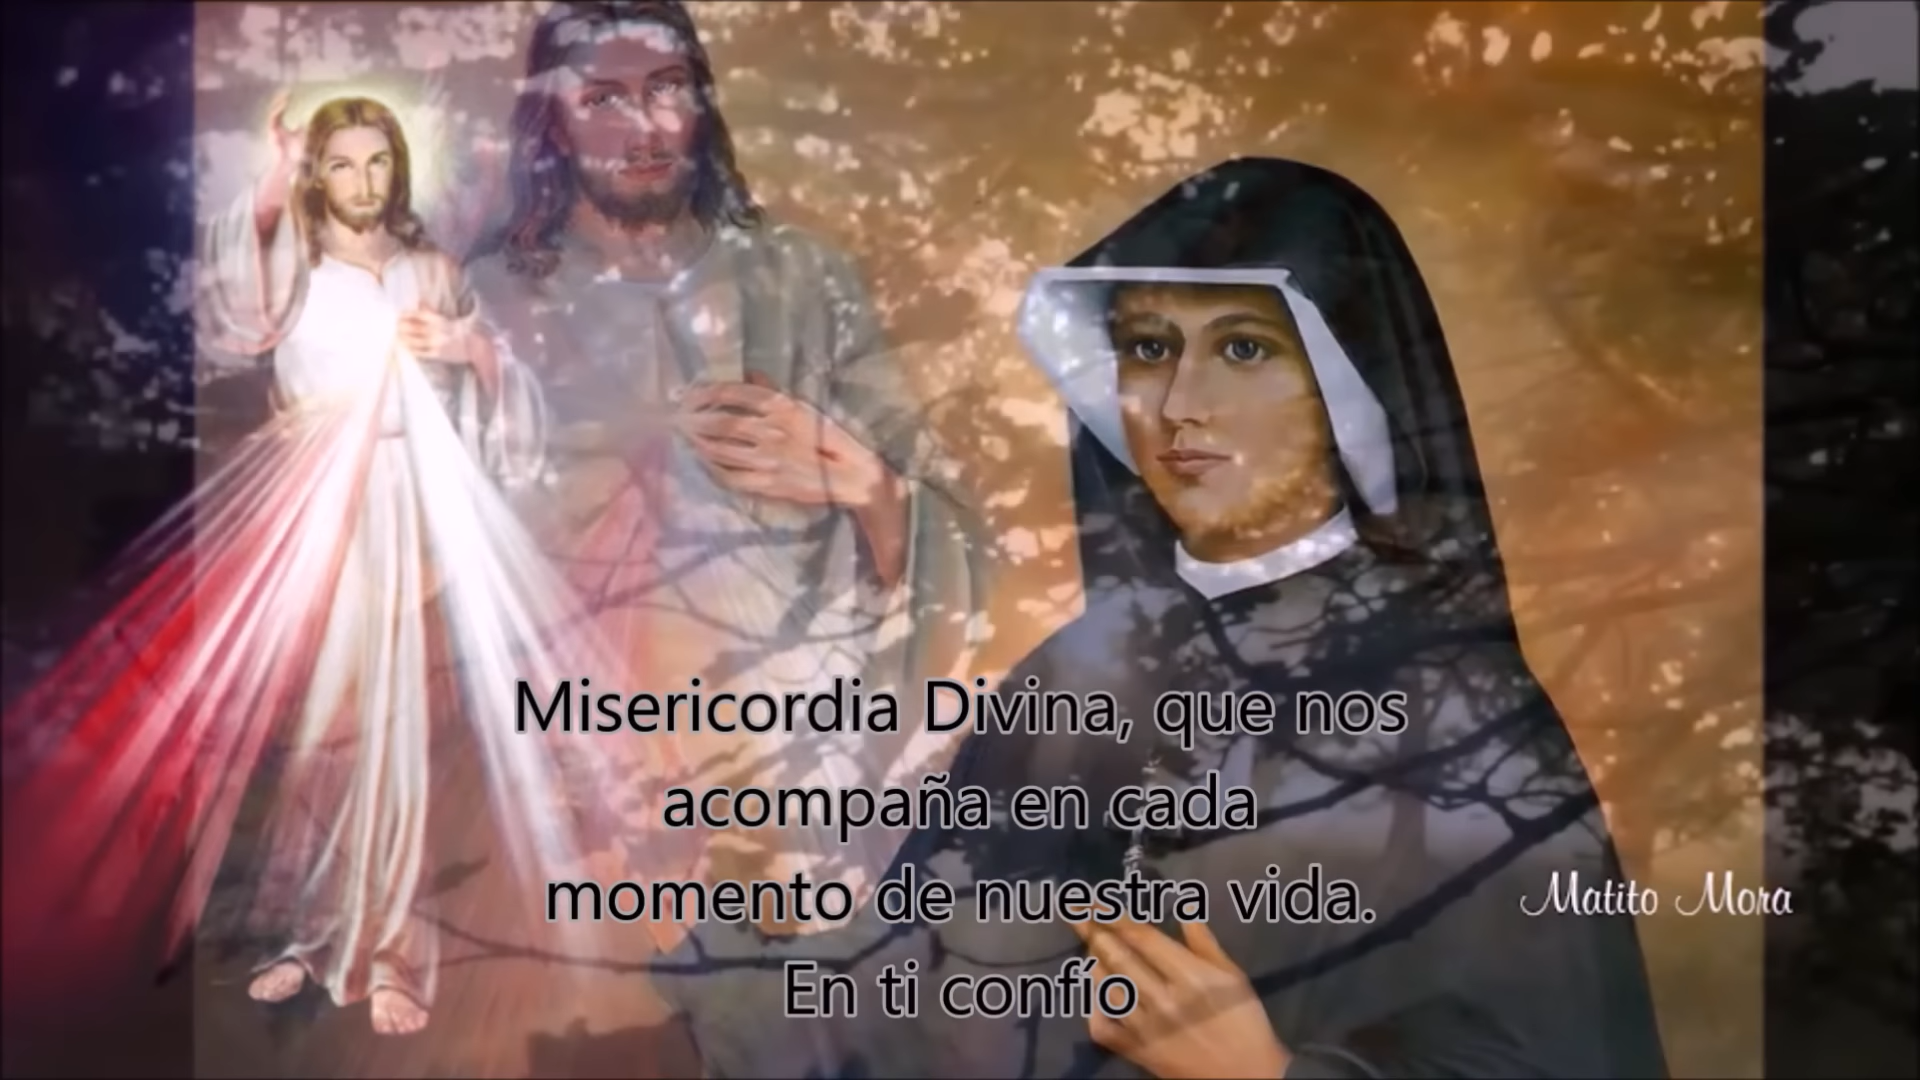 Misericordia Divina, que nos
acompaña en cada
momento de nuestra vida.
En ti confío
Matito Mora